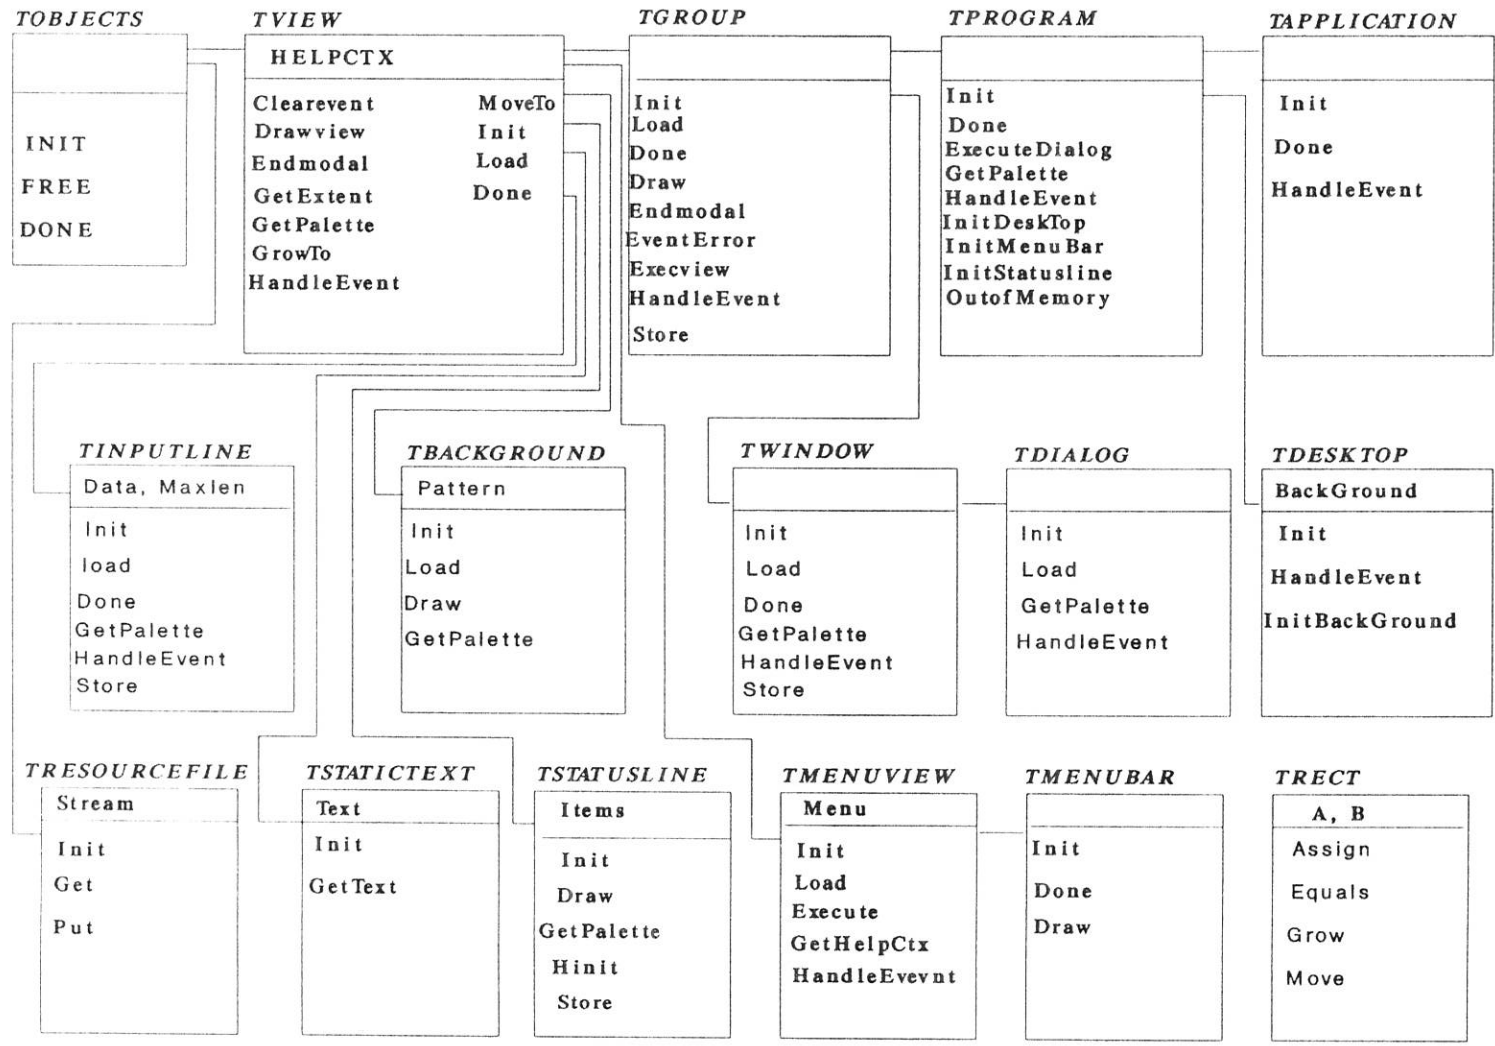 TOBJECTS
INIT
FREE
DONE
TVIEW
HELPCTX
Clearevent
Drawview
Endmodal
GetExtent
GetPalette
GrowTo
HandleEvent
MoveTo
Init
Load
Done
TGROUP
Init
Load
Done
Draw
Endmodal
EventError
Execview
HandleEvent
Store
TPROGRAM
Init
Done
ExecuteDialog
GetPalette
HandleEvent
InitDeskTop
InitMenuBar
InitStatusline
OutofMemory
TAPPLICATION
Init
Done
HandleEvent
TINPUTLINE
Data, Maxlen
Init
load
Done
GetPalette
HandleEvent
Store
TBACKGROUND
Pattern
Init
Load
Draw
GetPalette
TWINDOW
Init
Load
Done
GetPalette
HandleEvent
Store
TDIALOG
Init
Load
GetPalette
HandleEvent
TDESKTOP
BackGround
Init
HandleEvent
InitBackGround
TRESOURCEFILE
Stream
Init
Get
Put
TSTATICTEXT
Text
Init
GetText
TSTATUSLINE
Items
Init
Draw
GetPalette
Hinit
Store
TMENUVIEW
Menu
Init
Load
Execute
GetHelpCtx
HandleEvevnt
TMENUBAR
Init
Done
Draw
TRECT
A, B
Assign
Equals
Grow
Move